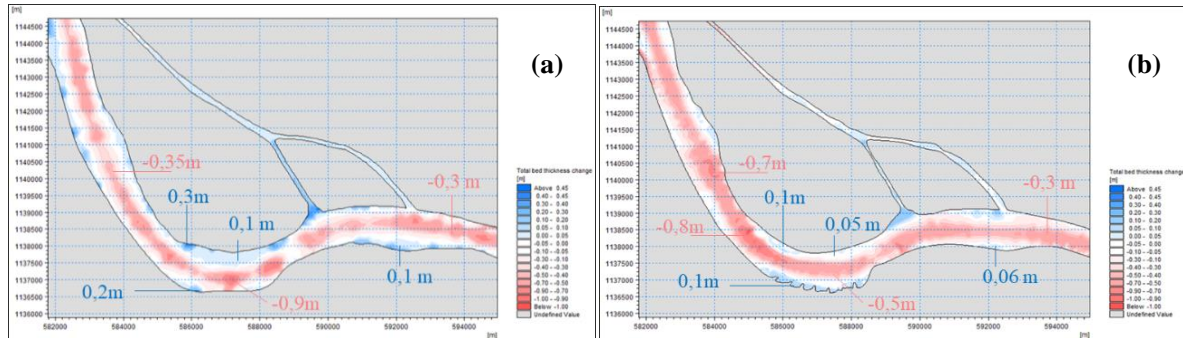 [m]
1144500
1144000
1143500
1143000
1142500
1142000
1141500
1141000
1140500
1140000
1139500
1139000
1138500
1138000
1137500
1137000
1136500
1136000
582000
584000
586000
588000
590000
592000
594000
[m]
(a)
-0,35m
0,3m
0,1 m
-0,3 m
0,2m
-0,9m
0,1 m
Total bed thickness change
[m]
Above 0.45
0.40 - 0.45
0.30 - 0.40
0.20 - 0.30
0.10 - 0.20
0.05 - 0.10
0.00 - 0.05
-0.05 - 0.00
-0.10 - -0.05
-0.30 - -0.10
-0.40 - -0.30
-0.50 - -0.40
-0.70 - -0.50
-0.90 - -0.70
-1.00 - -0.90
Below -1.00
Undefined Value
[m]
1144500
1144000
1143500
1143000
1142500
1142000
1141500
1141000
1140500
1140000
1139500
1139000
1138500
1138000
1137500
1137000
1136500
1136000
582000
584000
586000
588000
590000
592000
594000
[m]
(b)
-0,7m
0,1m
-0,3 m
-0,8m
0,05 m
0,1m
-0,5m
0,06 m
Total bed thickness change
[m]
Above 0.45
0.40 - 0.45
0.30 - 0.40
0.20 - 0.30
0.10 - 0.20
0.05 - 0.10
0.00 - 0.05
-0.05 - 0.00
-0.10 - -0.05
-0.30 - -0.10
-0.40 - -0.30
-0.50 - -0.40
-0.70 - -0.50
-0.90 - -0.70
-1.00 - -0.90
Below -1.00
Undefined Value